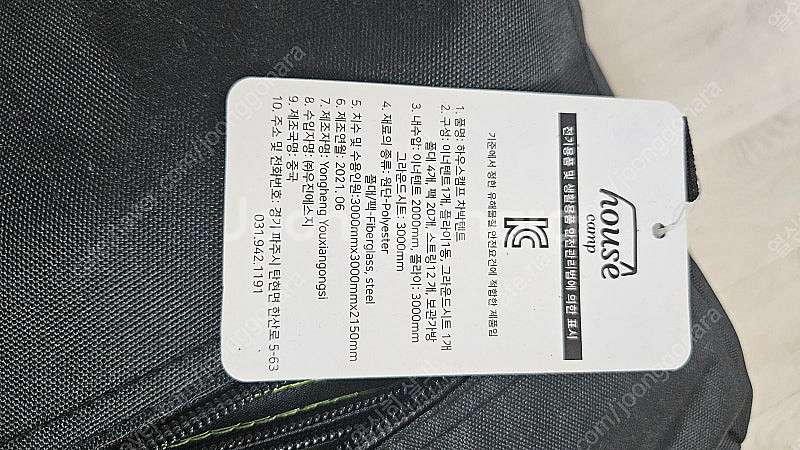 house
camp
전기용품 및 생활용품 안전관리법에 의한 표시
기준에서 정한 유해물질 안전요건에 적합한 제품임
1. 품명: 하우스캠프 차박텐트
2. 구성: 이너텐트1개, 플라이1동, 그라운드시트 1개
폴대 4개, 팩 20개, 스트링12 개, 보관가방
3. 내수압: 이너텐트 2000mm, 플라이: 3000mm
그라운드시트: 3000mm
4. 재료의 종류: 원단-Polyester
폴대/팩-Fiberglass, steel
5. 치수 및 수용인원:3000mmx3000mmx2150mm
6. 제조연월: 2021. 06
7. 제조자명: Yongheng Youxiangongsi
8. 수입자명: ㈜우진에스지
9. 제조국명: 중국
10. 주소 및 전화번호: 경기 파주시 탄현면 한산로 5-63
031.942.1191